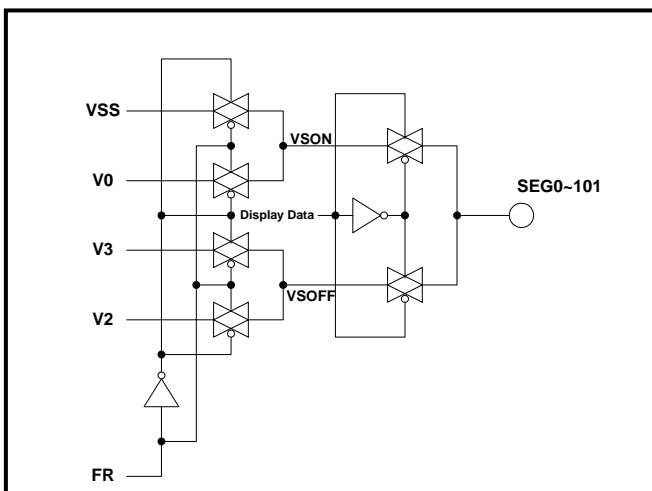 VSS
VSON
V0
SEG0~101
Display Data
V3
VSOFF
V2
FR